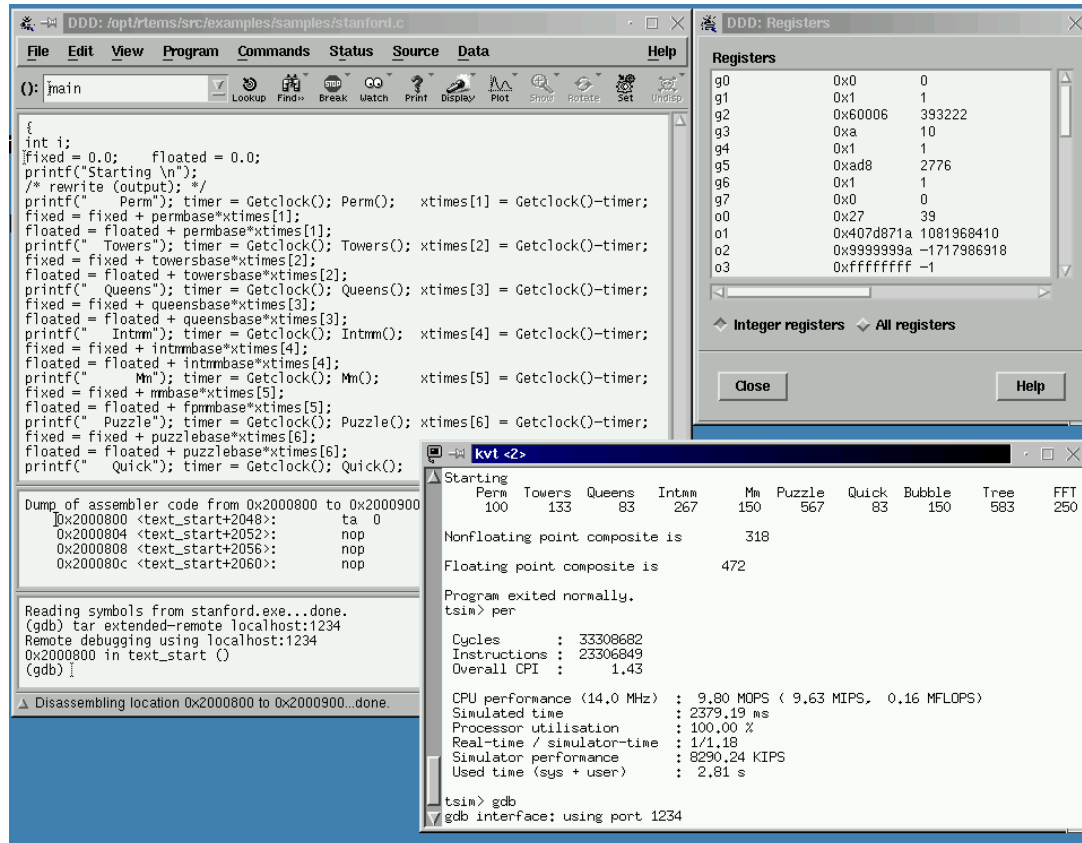 DDD: /opt/rtems/src/examples/samples/stanford.c
File Edit View Program Commands Status Source Data Help
(): main
Lookup Find>> Break Watch Print Display Plot Show Rotate Set Undisp
{
int i;
fixed = 0.0;    floated = 0.0;
printf("Starting \n");
/* rewrite (output); */
printf("    Perm"); timer = Getclock(); Perm();   xtimes[1] = Getclock()-timer;
fixed = fixed + permbase*xtimes[1];
floated = floated + permbase*xtimes[1];
printf("  Towers"); timer = Getclock(); Towers(); xtimes[2] = Getclock()-timer;
fixed = fixed + towersbase*xtimes[2];
floated = floated + towersbase*xtimes[2];
printf("  Queens"); timer = Getclock(); Queens(); xtimes[3] = Getclock()-timer;
fixed = fixed + queensbase*xtimes[3];
floated = floated + queensbase*xtimes[3];
printf("   Intmm"); timer = Getclock(); Intmm();  xtimes[4] = Getclock()-timer;
fixed = fixed + intmmbase*xtimes[4];
floated = floated + intmmbase*xtimes[4];
printf("      Mm"); timer = Getclock(); Mm();     xtimes[5] = Getclock()-timer;
fixed = fixed + mmbase*xtimes[5];
floated = floated + fpmmbase*xtimes[5];
printf("  Puzzle"); timer = Getclock(); Puzzle(); xtimes[6] = Getclock()-timer;
fixed = fixed + puzzlebase*xtimes[6];
floated = floated + puzzlebase*xtimes[6];
printf("   Quick"); timer = Getclock(); Quick();
Dump of assembler code from 0x2000800 to 0x2000900
0x2000800 <text_start+2048>: ta 0
0x2000804 <text_start+2052>: nop
0x2000808 <text_start+2056>: nop
0x200080c <text_start+2060>: nop
Reading symbols from stanford.exe...done.
(gdb) tar extended-remote localhost:1234
Remote debugging using localhost:1234
0x2000800 in text_start ()
(gdb)
Disassembling location 0x2000800 to 0x2000900...done.
DDD: Registers
Registers
g0 0x0 0
g1 0x1 1
g2 0x60006 393222
g3 0xa 10
g4 0x1 1
g5 0xad8 2776
g6 0x1 1
g7 0x0 0
o0 0x27 39
o1 0x407d871a 1081968410
o2 0x9999999a -1717986918
o3 0xffffffff -1
Integer registers All registers
Close Help
kvt <2>
Starting
Perm Towers Queens Intmm Mm Puzzle Quick Bubble Tree FFT
100 133 83 267 150 567 83 150 583 250
Nonfloating point composite is 318
Floating point composite is 472
Program exited normally.
tsim> per
Cycles : 33308682
Instructions : 23306849
Overall CPI : 1.43
CPU performance (14.0 MHz) : 9.80 MOPS ( 9.63 MIPS, 0.16 MFLOPS)
Simulated time : 2379.19 ms
Processor utilisation : 100.00 %
Real-time / simulator-time : 1/1.18
Simulator performance : 8290.24 KIPS
Used time (sys + user) : 2.81 s
tsim> gdb
gdb interface: using port 1234